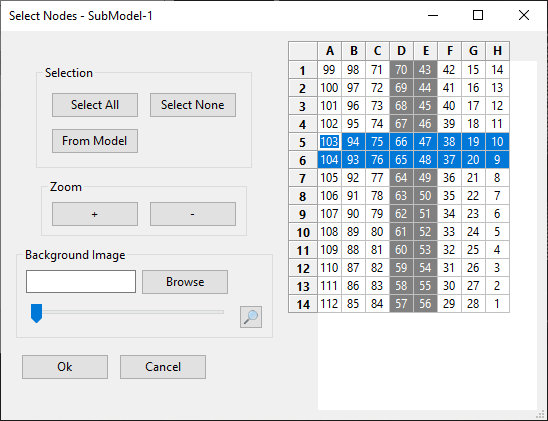 Select Nodes - SubModel-1
Selection
Select All Select None
From Model
Zoom
+ -
Background Image
Browse
Ok Cancel
A B C D E F G H
1 99 98 71 70 43 42 15 14
2 100 97 72 69 44 41 16 13
3 101 96 73 68 45 40 17 12
4 102 95 74 67 46 39 18 11
5 103 94 75 66 47 38 19 10
6 104 93 76 65 48 37 20 9
7 105 92 77 64 49 36 21 8
8 106 91 78 63 50 35 22 7
9 107 90 79 62 51 34 23 6
10 108 89 80 61 52 33 24 5
11 109 88 81 60 53 32 25 4
12 110 87 82 59 54 31 26 3
13 111 86 83 58 55 30 27 2
14 112 85 84 57 56 29 28 1